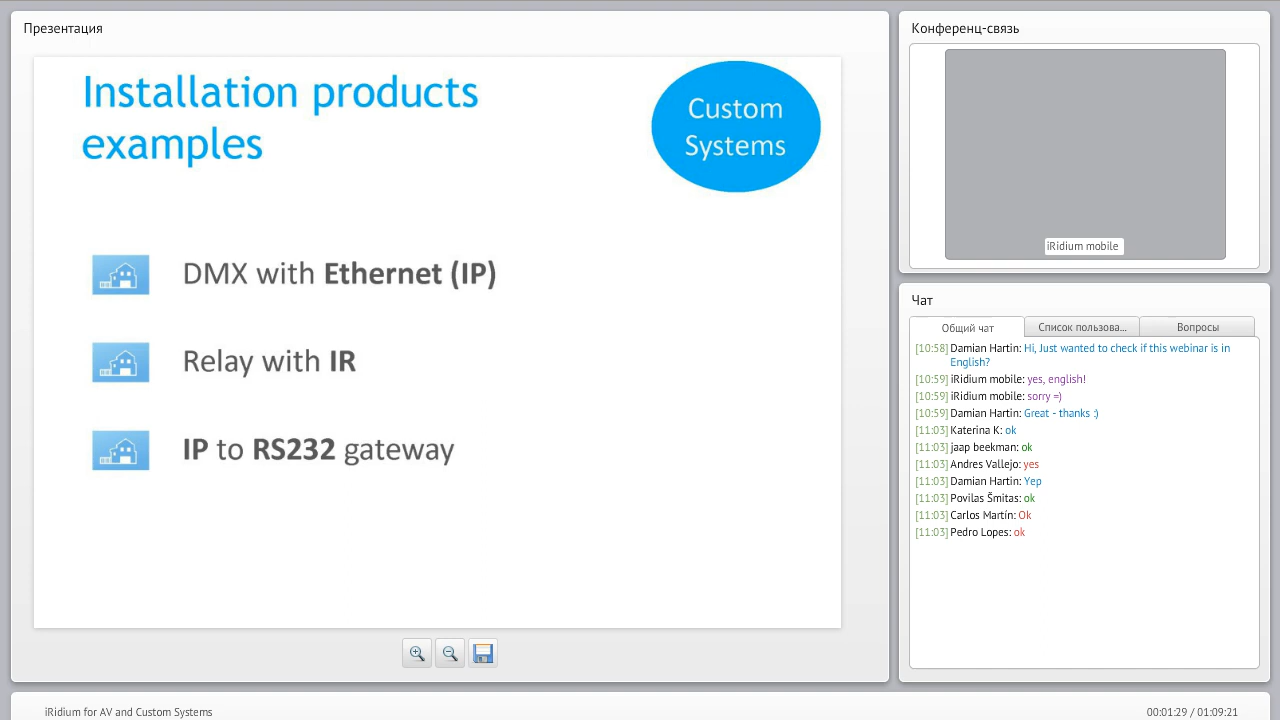 Презентация
Installation products
examples
Custom
Systems
DMX with Ethernet (IP)
Relay with IR
IP to RS232 gateway
Конференц-связь
iRidium mobile
Чат
Общий чат
Список пользова...
Вопросы
[10:58] Damian Hartin: Hi, Just wanted to check if this webinar is in
English?
[10:59] iRidium mobile: yes, english!
[10:59] iRidium mobile: sorry =)
[10:59] Damian Hartin: Great - thanks :)
[11:03] Katerina K: ok
[11:03] jaap beekman: ok
[11:03] Andres Vallejo: yes
[11:03] Damian Hartin: Yep
[11:03] Povilas Šmitas: ok
[11:03] Carlos Martín: Ok
[11:03] Pedro Lopes: ok
iRidium for AV and Custom Systems
00:01:29 / 01:09:21